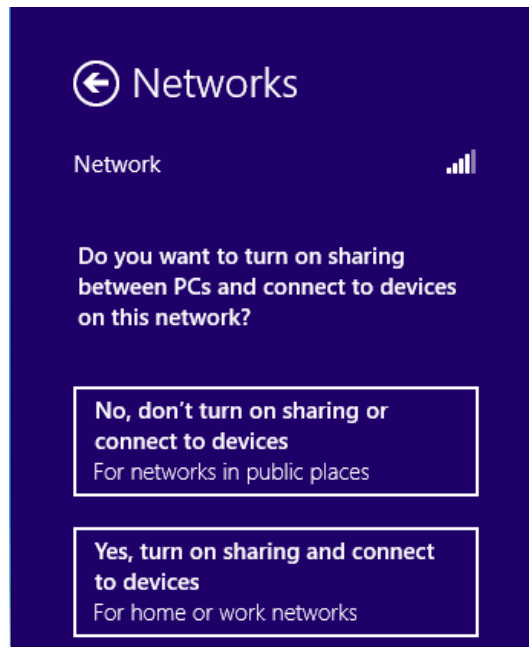 Networks
Network
Do you want to turn on sharing
between PCs and connect to devices
on this network?
No, don't turn on sharing or
connect to devices
For networks in public places
Yes, turn on sharing and connect
to devices
For home or work networks